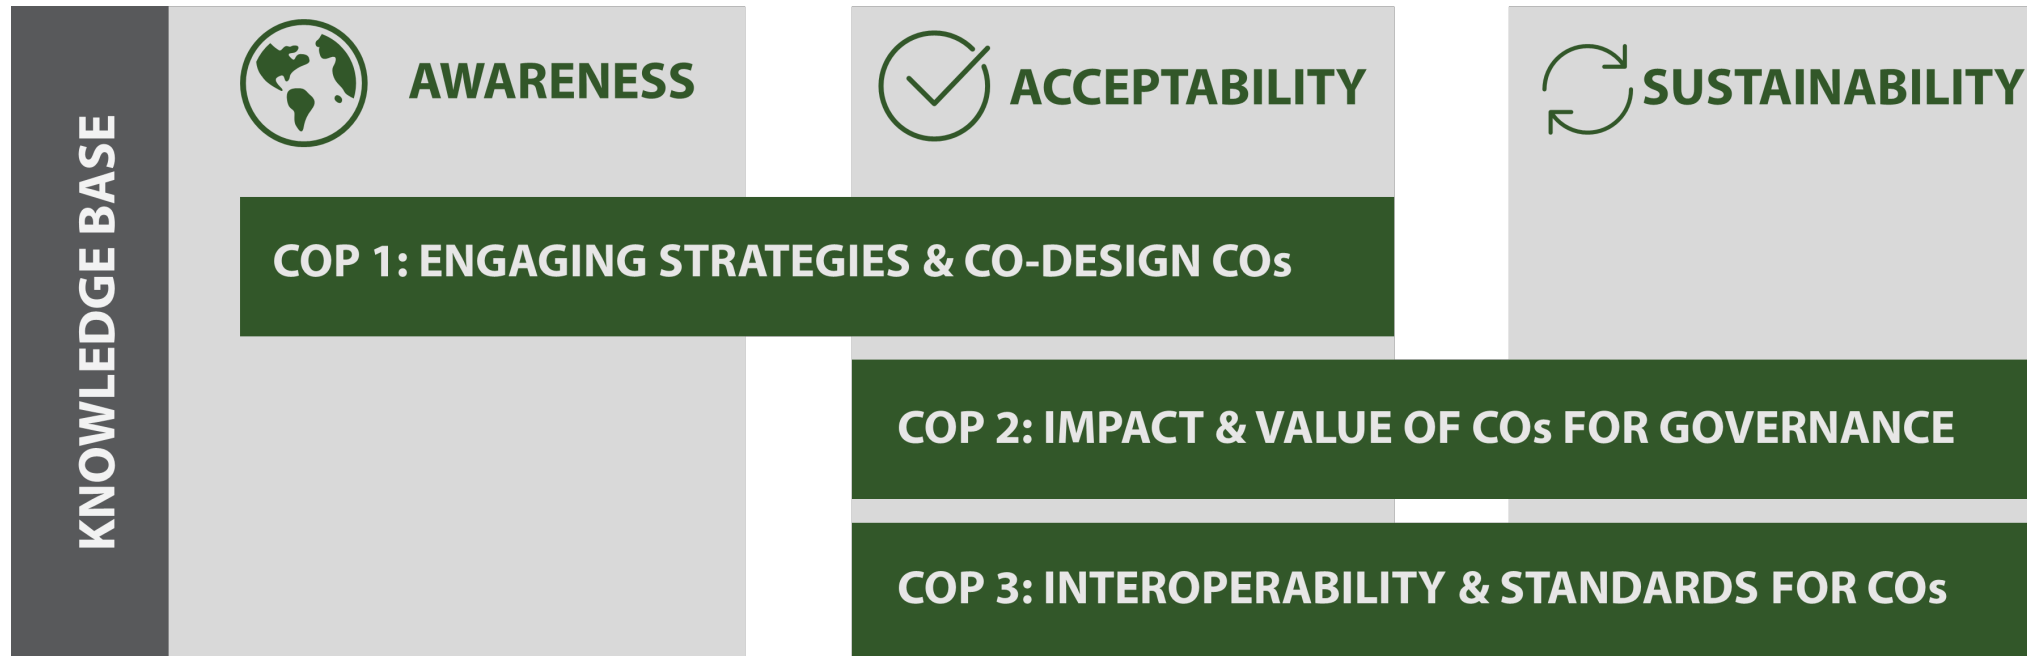 KNOWLEDGE BASE
AWARENESS
ACCEPTABILITY
SUSTAINABILITY
COP 1: ENGAGING STRATEGIES & CO-DESIGN COs
COP 2: IMPACT & VALUE OF COs FOR GOVERNANCE
COP 3: INTEROPERABILITY & STANDARDS FOR COs